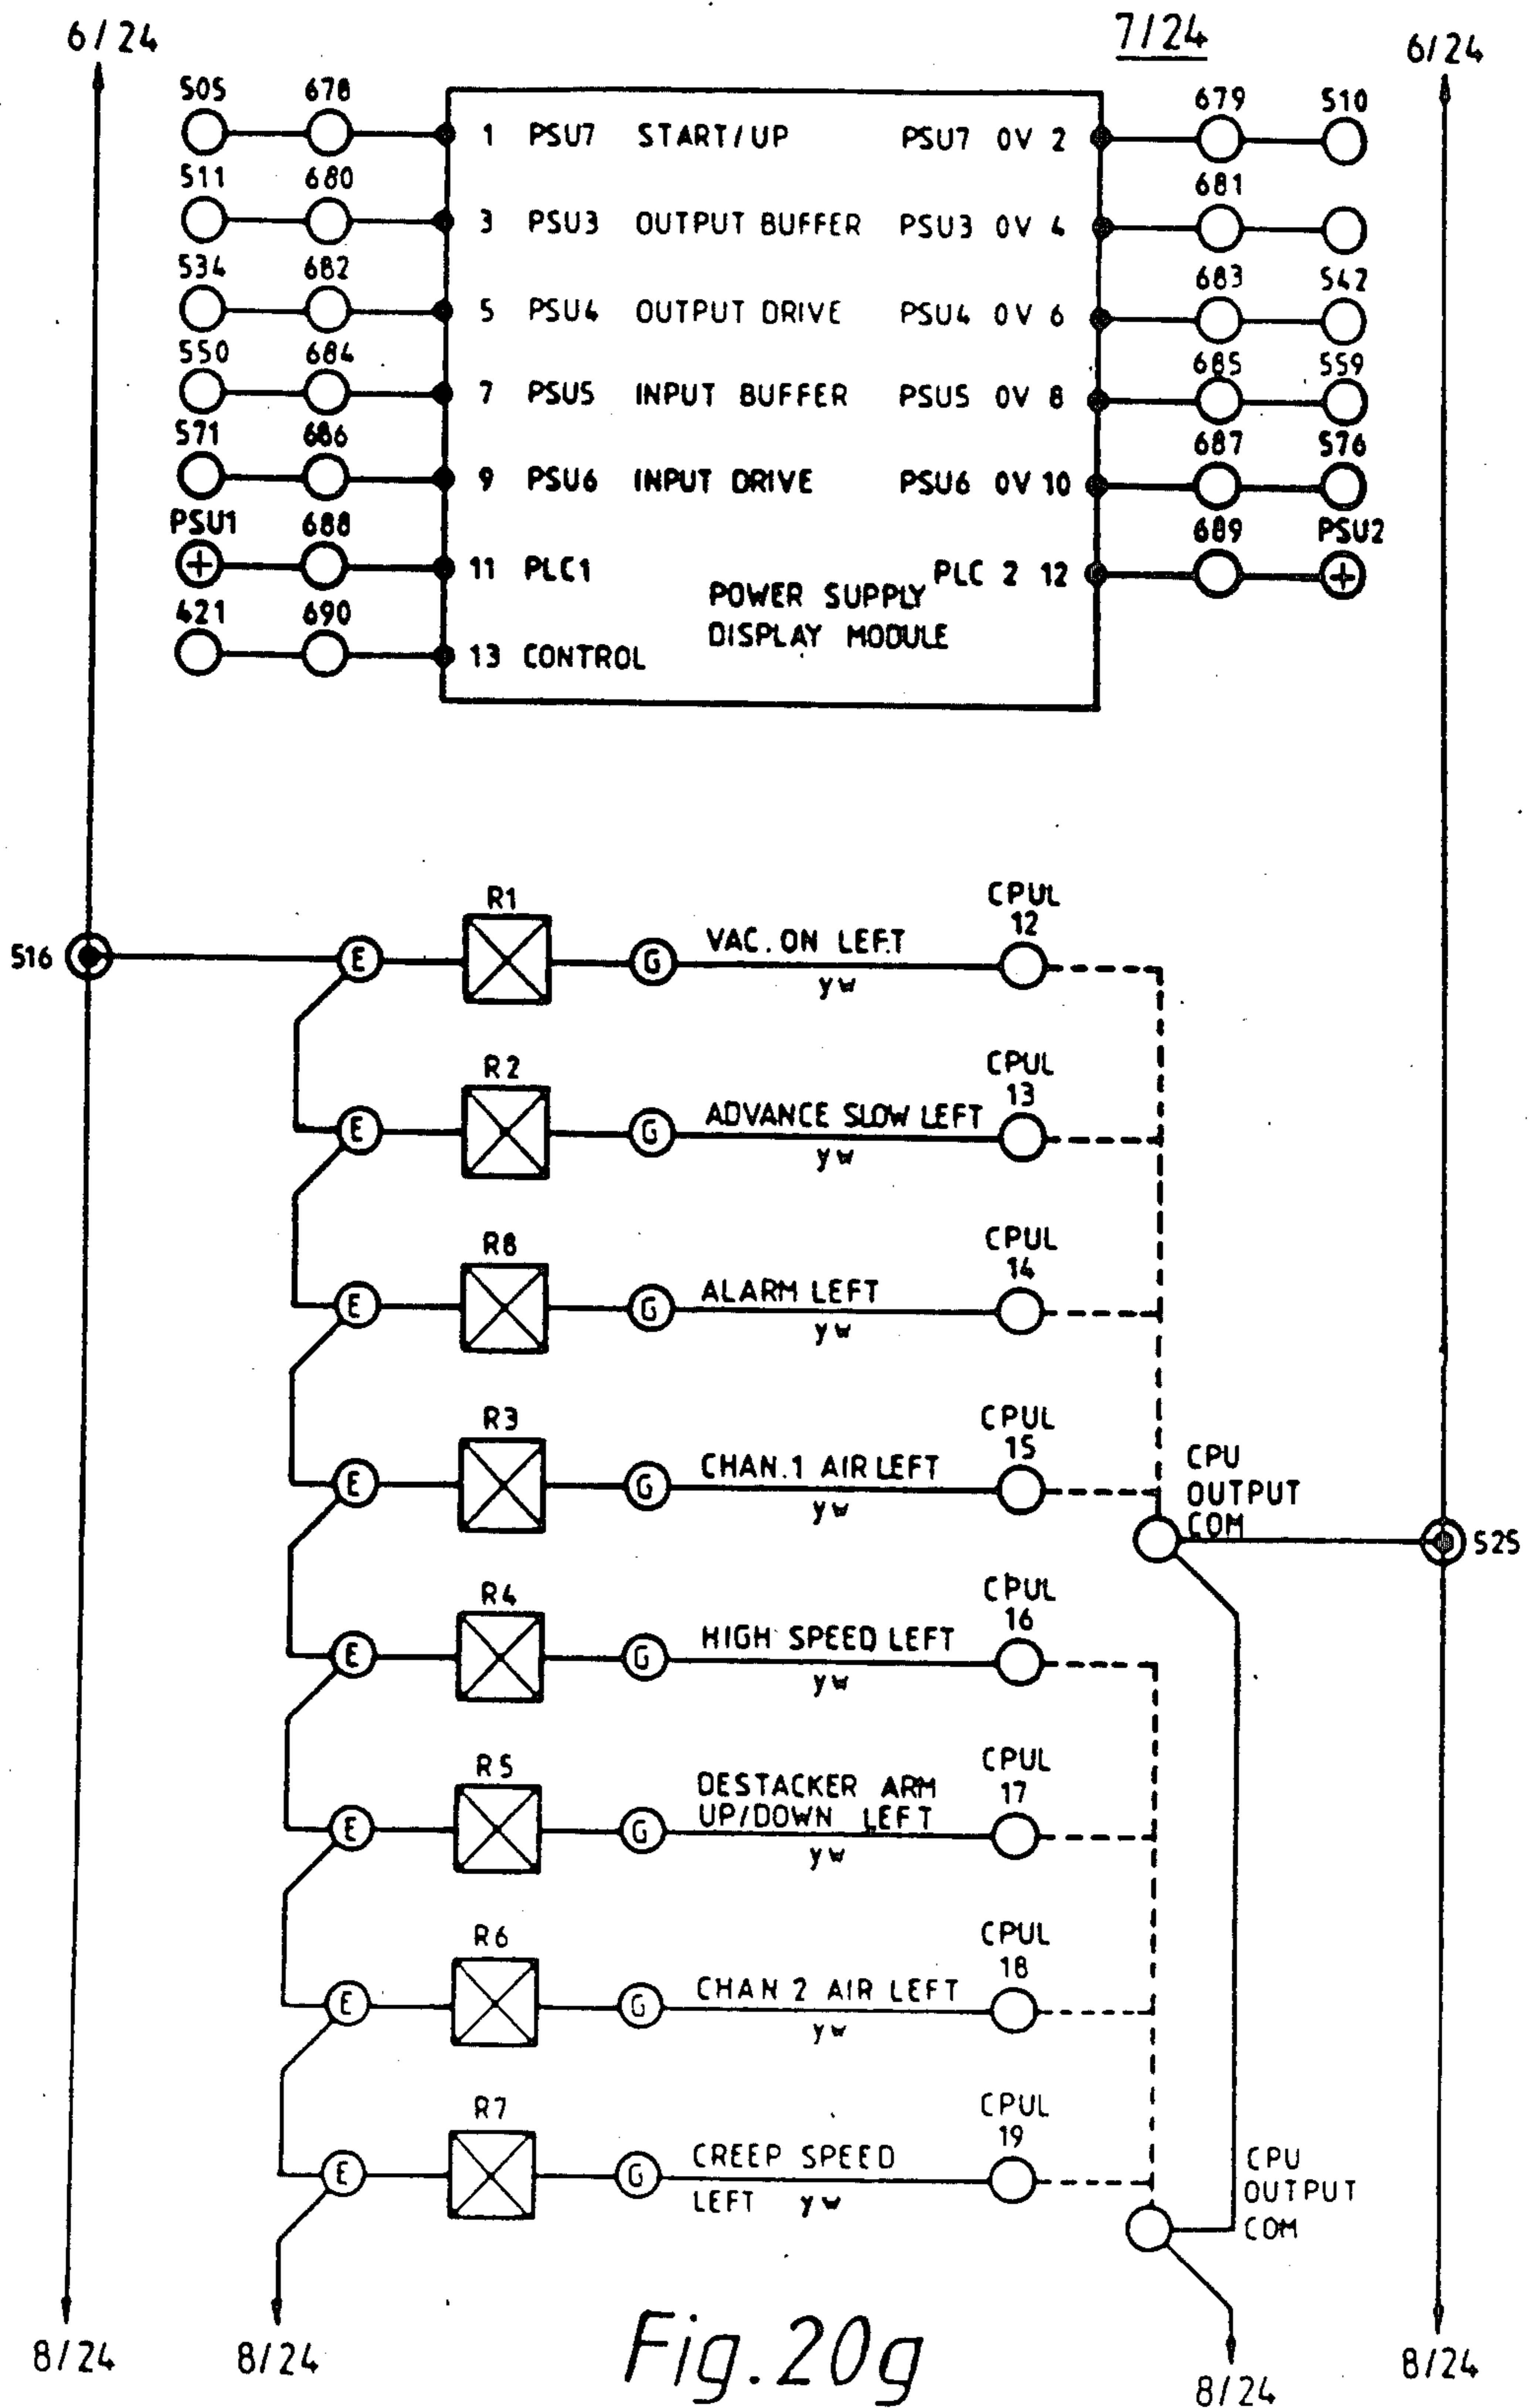 6/24
7/24
6/24
505 678
679 510
1 PSU7 START/UP PSU7 0V 2
511 680
681
3 PSU3 OUTPUT BUFFER PSU3 0V 4
534 682
683 542
5 PSU4 OUTPUT DRIVE PSU4 0V 6
550 684
685 559
7 PSU5 INPUT BUFFER PSU5 0V 8
571 686
687 576
9 PSU6 INPUT DRIVE PSU6 0V 10
PSU1 688
689 PSU2
+ 11 PLC1 PLC 2 12 +
421 690
POWER SUPPLY
DISPLAY MODULE
13 CONTROL
R1
CPUL
12
516 E G VAC. ON LEFT
yw
R2
CPUL
13
E G ADVANCE SLOW LEFT
yw
R8
CPUL
14
E G ALARM LEFT
yw
R3
CPUL
15
E G CHAN.1 AIR LEFT
yw
CPU
OUTPUT
COM
525
R4
CPUL
16
E G HIGH SPEED LEFT
yw
R5
CPUL
17
DESTACKER ARM
E G UP/DOWN LEFT
yw
R6
CPUL
18
E G CHAN 2 AIR LEFT
yw
R7
CPUL
19
E G CREEP SPEED
LEFT yw
CPU
OUTPUT
COM
8/24
8/24
8/24
8/24
Fig.20g